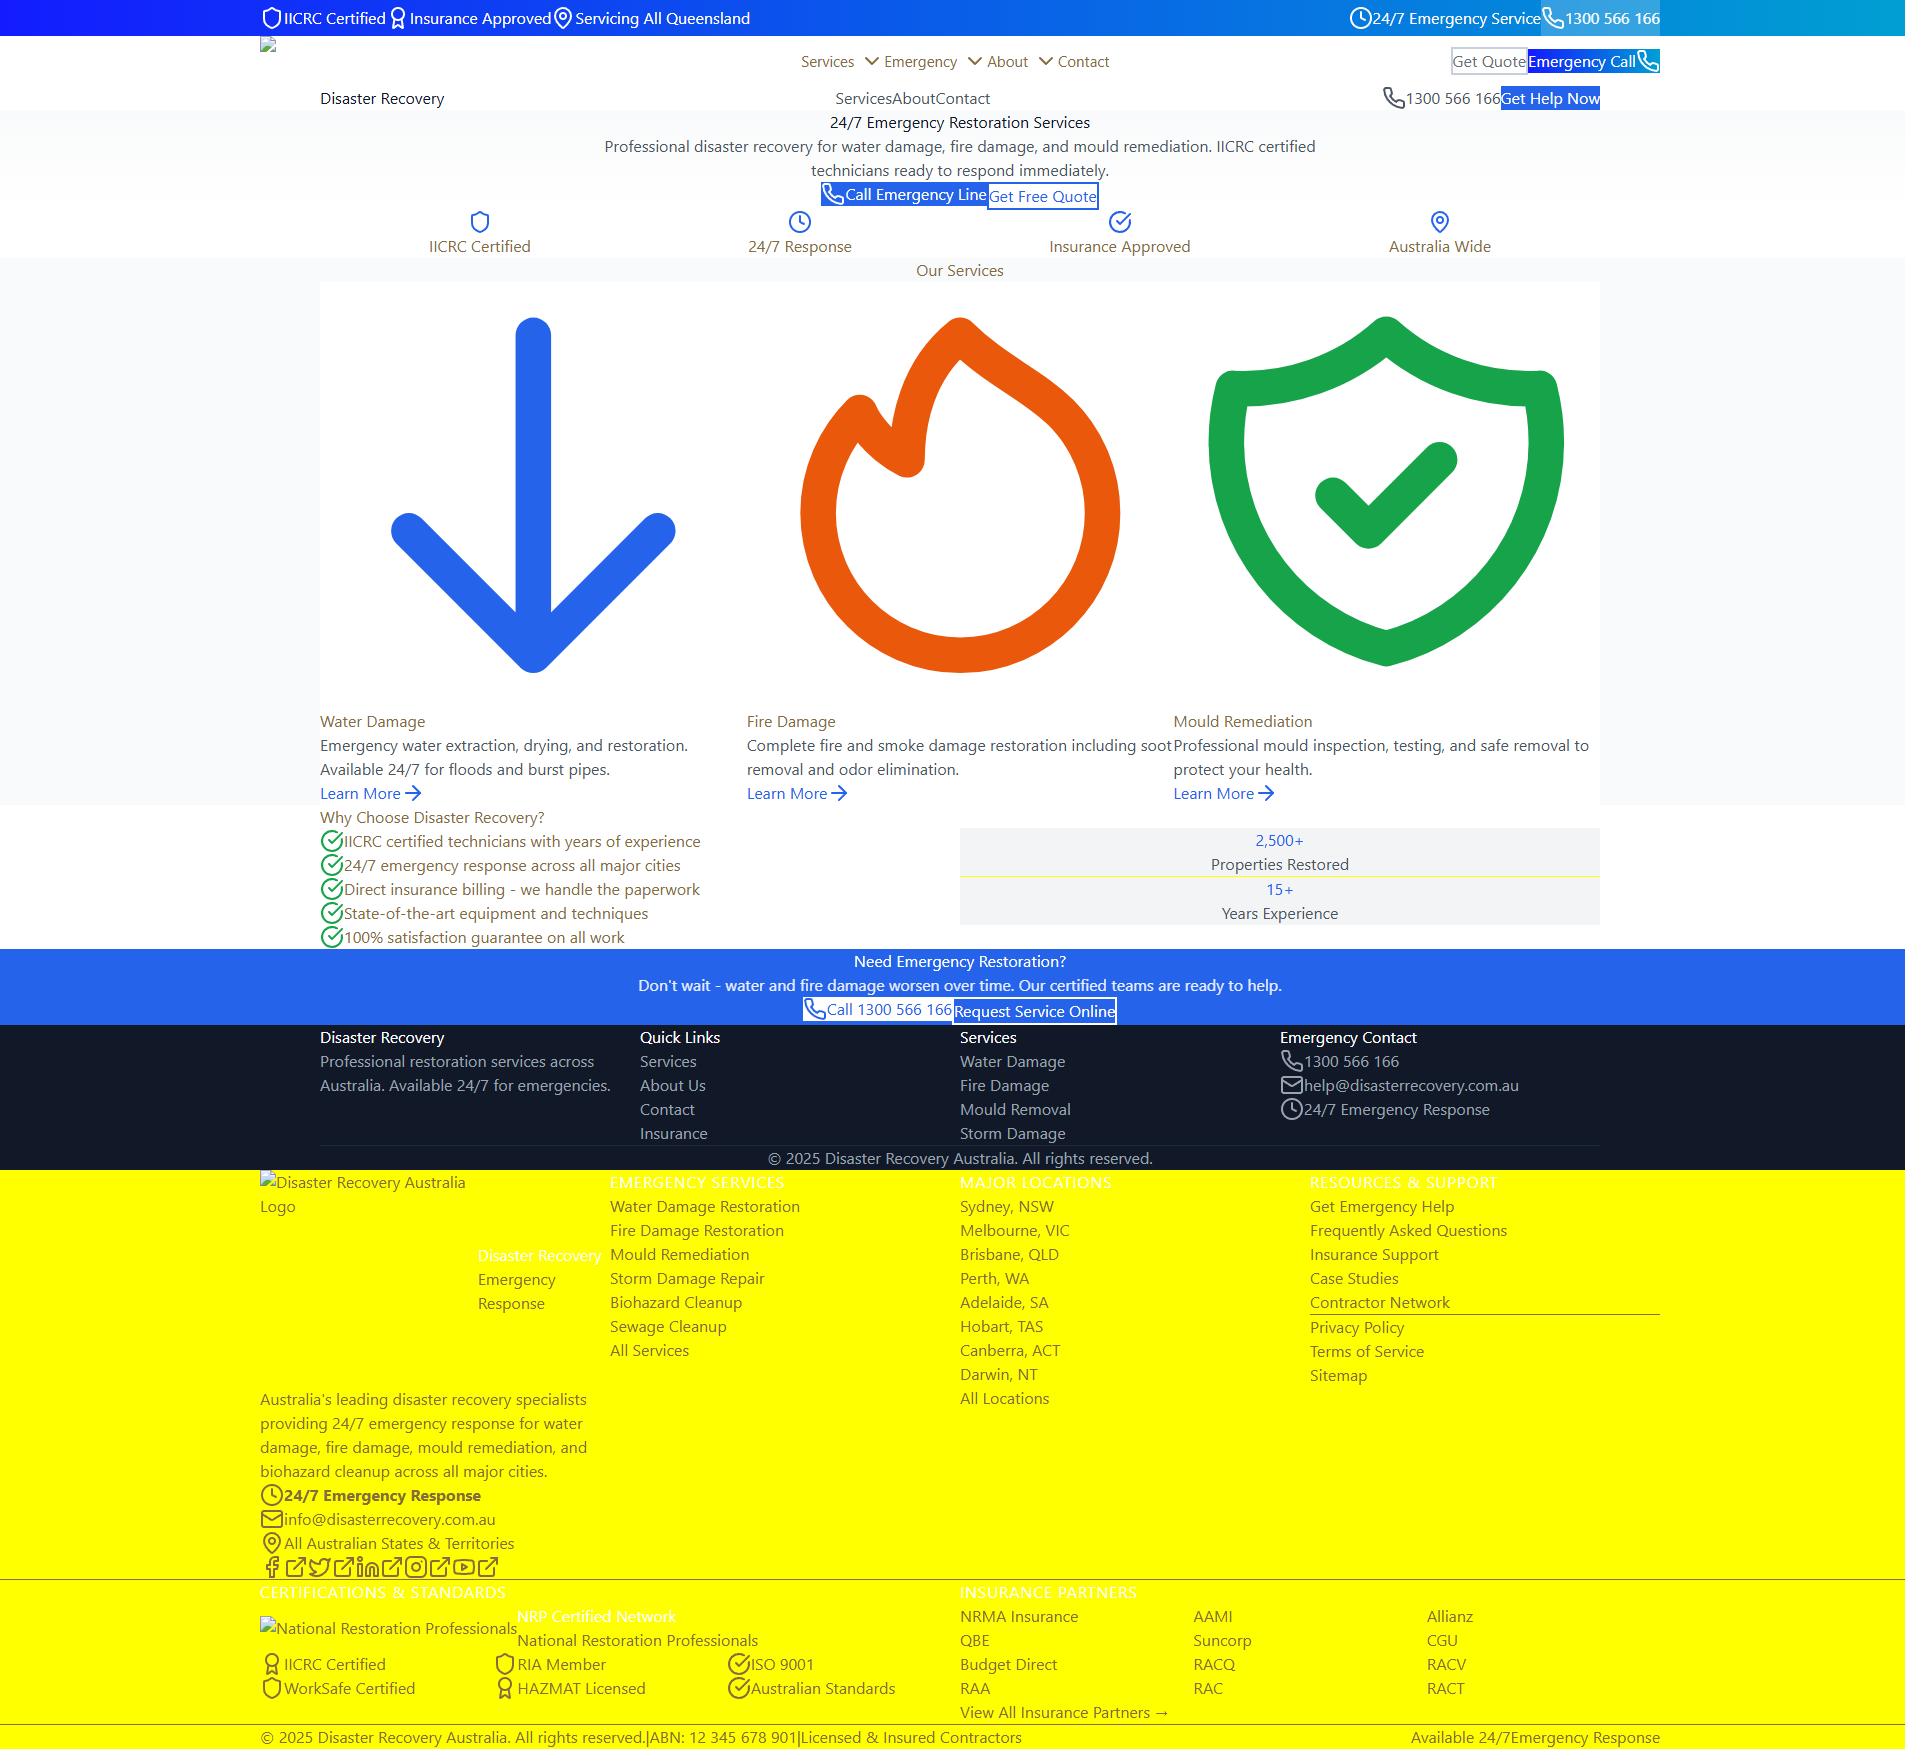 IICRC Certified Insurance Approved Servicing All Queensland 24/7 Emergency Service 1300 566 166
Services Emergency About Contact Get Quote Emergency Call
Disaster Recovery Services About Contact 1300 566 166 Get Help Now
24/7 Emergency Restoration Services
Professional disaster recovery for water damage, fire damage, and mould remediation. IICRC certified
technicians ready to respond immediately.
Call Emergency Line Get Free Quote
IICRC Certified 24/7 Response Insurance Approved Australia Wide
Our Services
Water Damage
Emergency water extraction, drying, and restoration.
Available 24/7 for floods and burst pipes.
Learn More
Fire Damage
Complete fire and smoke damage restoration including soot
removal and odor elimination.
Learn More
Mould Remediation
Professional mould inspection, testing, and safe removal to
protect your health.
Learn More
Why Choose Disaster Recovery?
IICRC certified technicians with years of experience
24/7 emergency response across all major cities
Direct insurance billing - we handle the paperwork
State-of-the-art equipment and techniques
100% satisfaction guarantee on all work
2,500+
Properties Restored
15+
Years Experience
Need Emergency Restoration?
Don't wait - water and fire damage worsen over time. Our certified teams are ready to help.
Call 1300 566 166 Request Service Online
Disaster Recovery
Professional restoration services across
Australia. Available 24/7 for emergencies.
Quick Links
Services
About Us
Contact
Insurance
Services
Water Damage
Fire Damage
Mould Removal
Storm Damage
Emergency Contact
1300 566 166
help@disasterrecovery.com.au
24/7 Emergency Response
© 2025 Disaster Recovery Australia. All rights reserved.
Disaster Recovery Australia
Logo
Disaster Recovery
Emergency
Response
Australia's leading disaster recovery specialists
providing 24/7 emergency response for water
damage, fire damage, mould remediation, and
biohazard cleanup across all major cities.
24/7 Emergency Response
info@disasterrecovery.com.au
All Australian States & Territories
EMERGENCY SERVICES
Water Damage Restoration
Fire Damage Restoration
Mould Remediation
Storm Damage Repair
Biohazard Cleanup
Sewage Cleanup
All Services
MAJOR LOCATIONS
Sydney, NSW
Melbourne, VIC
Brisbane, QLD
Perth, WA
Adelaide, SA
Hobart, TAS
Canberra, ACT
Darwin, NT
All Locations
RESOURCES & SUPPORT
Get Emergency Help
Frequently Asked Questions
Insurance Support
Case Studies
Contractor Network
Privacy Policy
Terms of Service
Sitemap
CERTIFICATIONS & STANDARDS
National Restoration Professionals
NRP Certified Network
National Restoration Professionals
IICRC Certified RIA Member ISO 9001
WorkSafe Certified HAZMAT Licensed Australian Standards
INSURANCE PARTNERS
NRMA Insurance AAMI Allianz
QBE Suncorp CGU
Budget Direct RACQ RACV
RAA RAC RACT
View All Insurance Partners →
© 2025 Disaster Recovery Australia. All rights reserved.|ABN: 12 345 678 901|Licensed & Insured Contractors Available 24/7Emergency Response